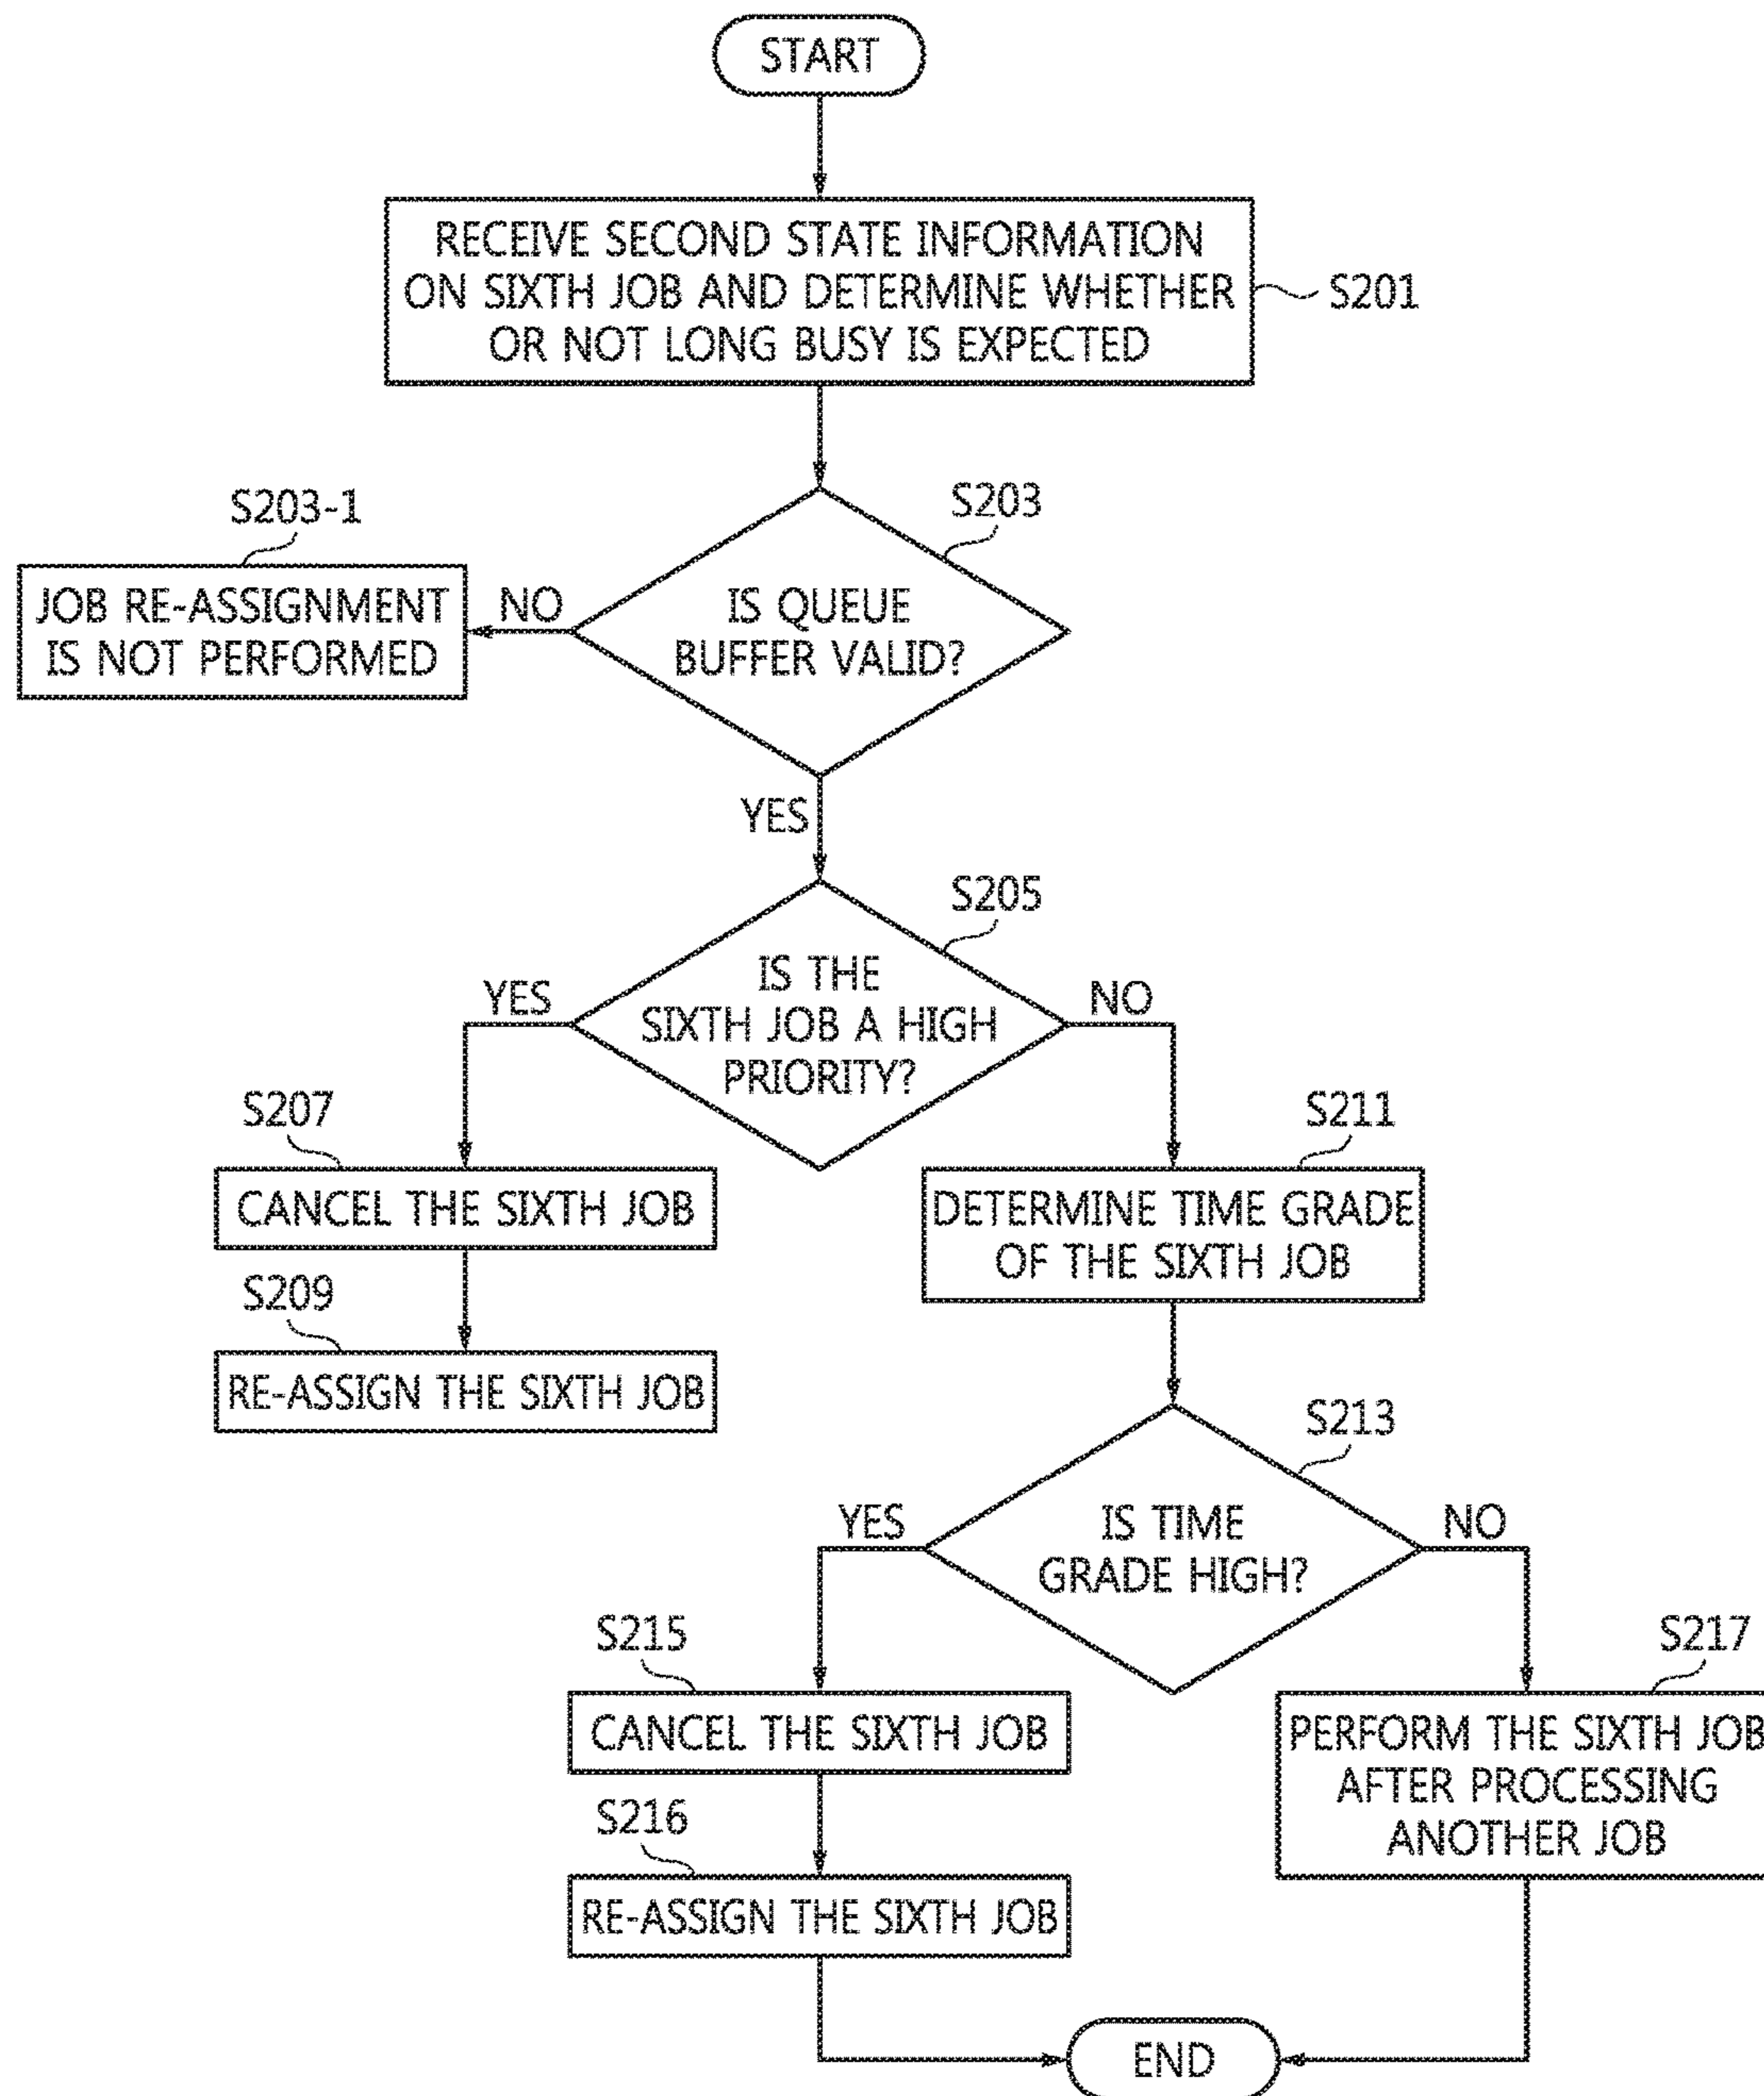 START
RECEIVE SECOND STATE INFORMATION
ON SIXTH JOB AND DETERMINE WHETHER
OR NOT LONG BUSY IS EXPECTED
S201
S203-1
JOB RE-ASSIGNMENT
IS NOT PERFORMED
NO
S203
IS QUEUE
BUFFER VALID?
YES
S205
IS THE
SIXTH JOB A HIGH
PRIORITY?
YES
NO
S207
CANCEL THE SIXTH JOB
S209
RE-ASSIGN THE SIXTH JOB
S211
DETERMINE TIME GRADE
OF THE SIXTH JOB
S213
IS TIME
GRADE HIGH?
YES
NO
S215
CANCEL THE SIXTH JOB
S216
RE-ASSIGN THE SIXTH JOB
S217
PERFORM THE SIXTH JOB
AFTER PROCESSING
ANOTHER JOB
END